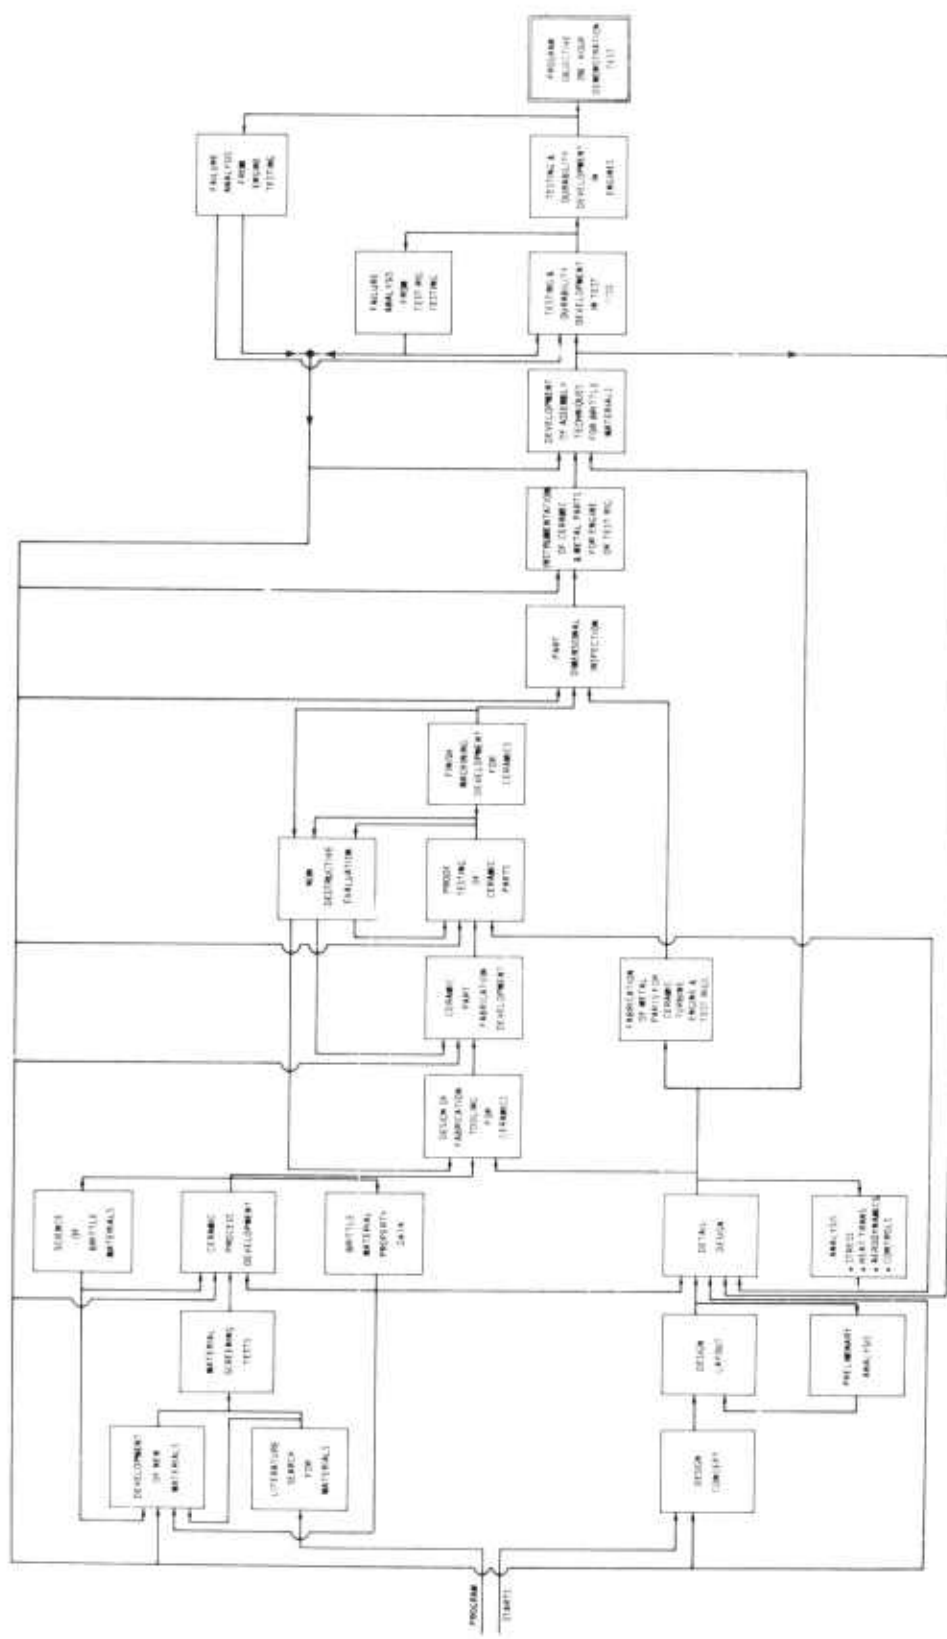 PROGRAM
STARTS
DEVELOPMENT
OF NEW
MATERIALS
LITERATURE
SEARCH
FOR
MATERIALS
DESIGN
CONCEPT
MATERIAL
SCREENING
TESTS
DESIGN
LAYOUT
PRELIMINARY
ANALYSIS
SCIENCE
OF
BRITTLE
MATERIALS
CERAMIC
PROCESS
DEVELOPMENT
BRITTLE
MATERIAL
PROPERTY
DATA
DETAIL
DESIGN
ANALYSIS
• STRESS
• HEAT TRANS
• AERODYNAMICS
• CONTROLS
DESIGN OF
FABRICATION
TOOLING
FOR
CERAMICS
CERAMIC
PART
FABRICATION
DEVELOPMENT
FABRICATION
OF METAL
PARTS FOR
CERAMIC
TURBINE
ENGINE &
TEST RIGS
NON
DESTRUCTIVE
EVALUATION
PROOF
TESTING
OF
CERAMIC PARTS
FINISH
MACHINING
DEVELOPMENT
FOR
CERAMICS
PART
DIMENSIONAL
INSPECTION
INSTRUMENTATION
OF CERAMIC
& METAL PARTS
FOR ENGINE
OR TEST RIG
DEVELOPMENT
OF ASSEMBLY
TECHNIQUES
FOR BRITTLE
MATERIALS
FAILURE
ANALYSIS
FROM
TEST RIG
TESTING
TESTING &
DURABILITY
DEVELOPMENT
IN TEST
FAILURE
ANALYSIS
FROM
ENGINE
TESTING
TESTING &
DURABILITY
DEVELOPMENT
IN
ENGINES
PROGRAM
OBJECTIVE
HOUR
DEMONSTRATION
TEST